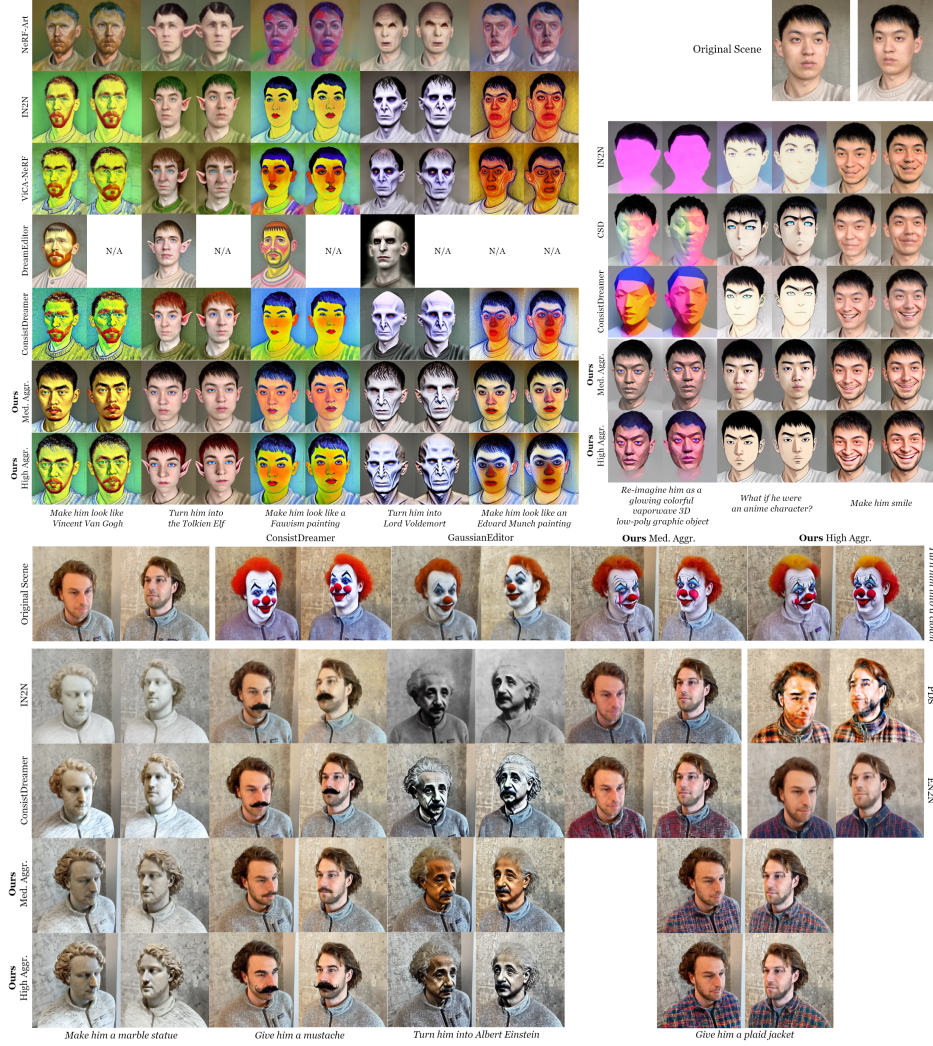 NeRF-Art
IN2N
ViCA-NeRF
DreamEditor
N/A
N/A
N/A
N/A
N/A
N/A
ConsistDreamer
Ours
Med. Aggr.
Ours
High Aggr.
Make him look like
Vincent Van Gogh
Turn him into
the Tolkien Elf
Make him look like a
Fauvism painting
Turn him into
Lord Voldemort
Make him look like an
Edvard Munch painting
Original Scene
IN2N
CSD
ConsistDreamer
Ours
Med. Aggr.
Ours
High Aggr.
Re-imagine him as a
glowing colorful
vaporwave 3D
low-poly graphic object
What if he were
an anime character?
Make him smile
ConsistDreamer
GaussianEditor
Ours Med. Aggr.
Ours High Aggr.
Original Scene
Turn him into a clown
IN2N
PDS
ConsistDreamer
EN2N
Ours
Med. Aggr.
Ours
High Aggr.
Make him a marble statue
Give him a mustache
Turn him into Albert Einstein
Give him a plaid jacket